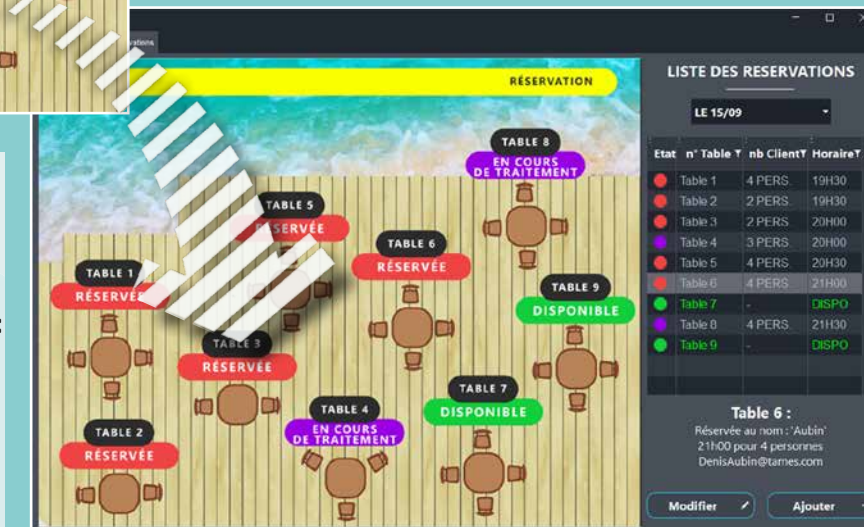 RÉSERVATION
TABLE 8
EN COURS
DE TRAITEMENT
TABLE 5
RÉSERVÉE
TABLE 6
RÉSERVÉE
TABLE 1
RÉSERVÉE
TABLE 9
DISPONIBLE
TABLE 3
RÉSERVÉE
TABLE 7
DISPONIBLE
TABLE 4
EN COURS
DE TRAITEMENT
TABLE 2
RÉSERVÉE
LISTE DES RESERVATIONS
LE 15/09
Etat n° Table nb Client Horaire
Table 1 4 PERS. 19H30
Table 2 2 PERS. 19H30
Table 3 2 PERS. 20H00
Table 4 3 PERS. 20H00
Table 5 4 PERS. 20H30
Table 6 4 PERS. 21H00
Table 7 - DISPO
Table 8 4 PERS. 21H30
Table 9 - DISPO
Table 6 :
Réservée au nom : 'Aubin'
21h00 pour 4 personnes
DenisAubin@tames.com
Modifier
Ajouter